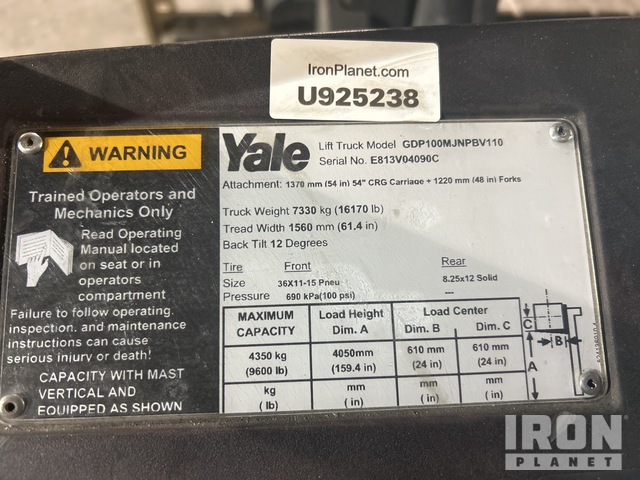 IronPlanet.com
U925238
WARNING
Trained Operators and
Mechanics Only
Read Operating
Manual located
on seat or in
operators
compartment
Failure to follow operating,
inspection, and maintenance
instructions can cause
serious injury or death!
CAPACITY WITH MAST
VERTICAL AND
EQUIPPED AS SHOWN
Yale
Lift Truck Model GDP100MJNPBV110
Serial No. E813V04090C
Attachment: 1370 mm (54 in) 54" CRG Carriage + 1220 mm (48 in) Forks
Truck Weight 7330 kg (16170 lb)
Tread Width 1560 mm (61.4 in)
Back Tilt 12 Degrees
Tire Front Rear
Size 36X11-15 Pneu 8.25x12 Solid
Pressure 690 kPa(100 psi) ---
MAXIMUM CAPACITY Load Height Dim. A Load Center Dim. B Dim. C
4350 kg 4050mm 610 mm 610 mm
(9600 lb) (159.4 in) (24 in) (24 in)
kg mm mm mm
( lb) ( in) ( in) ( in)
C
B
A
IRON
PLANET